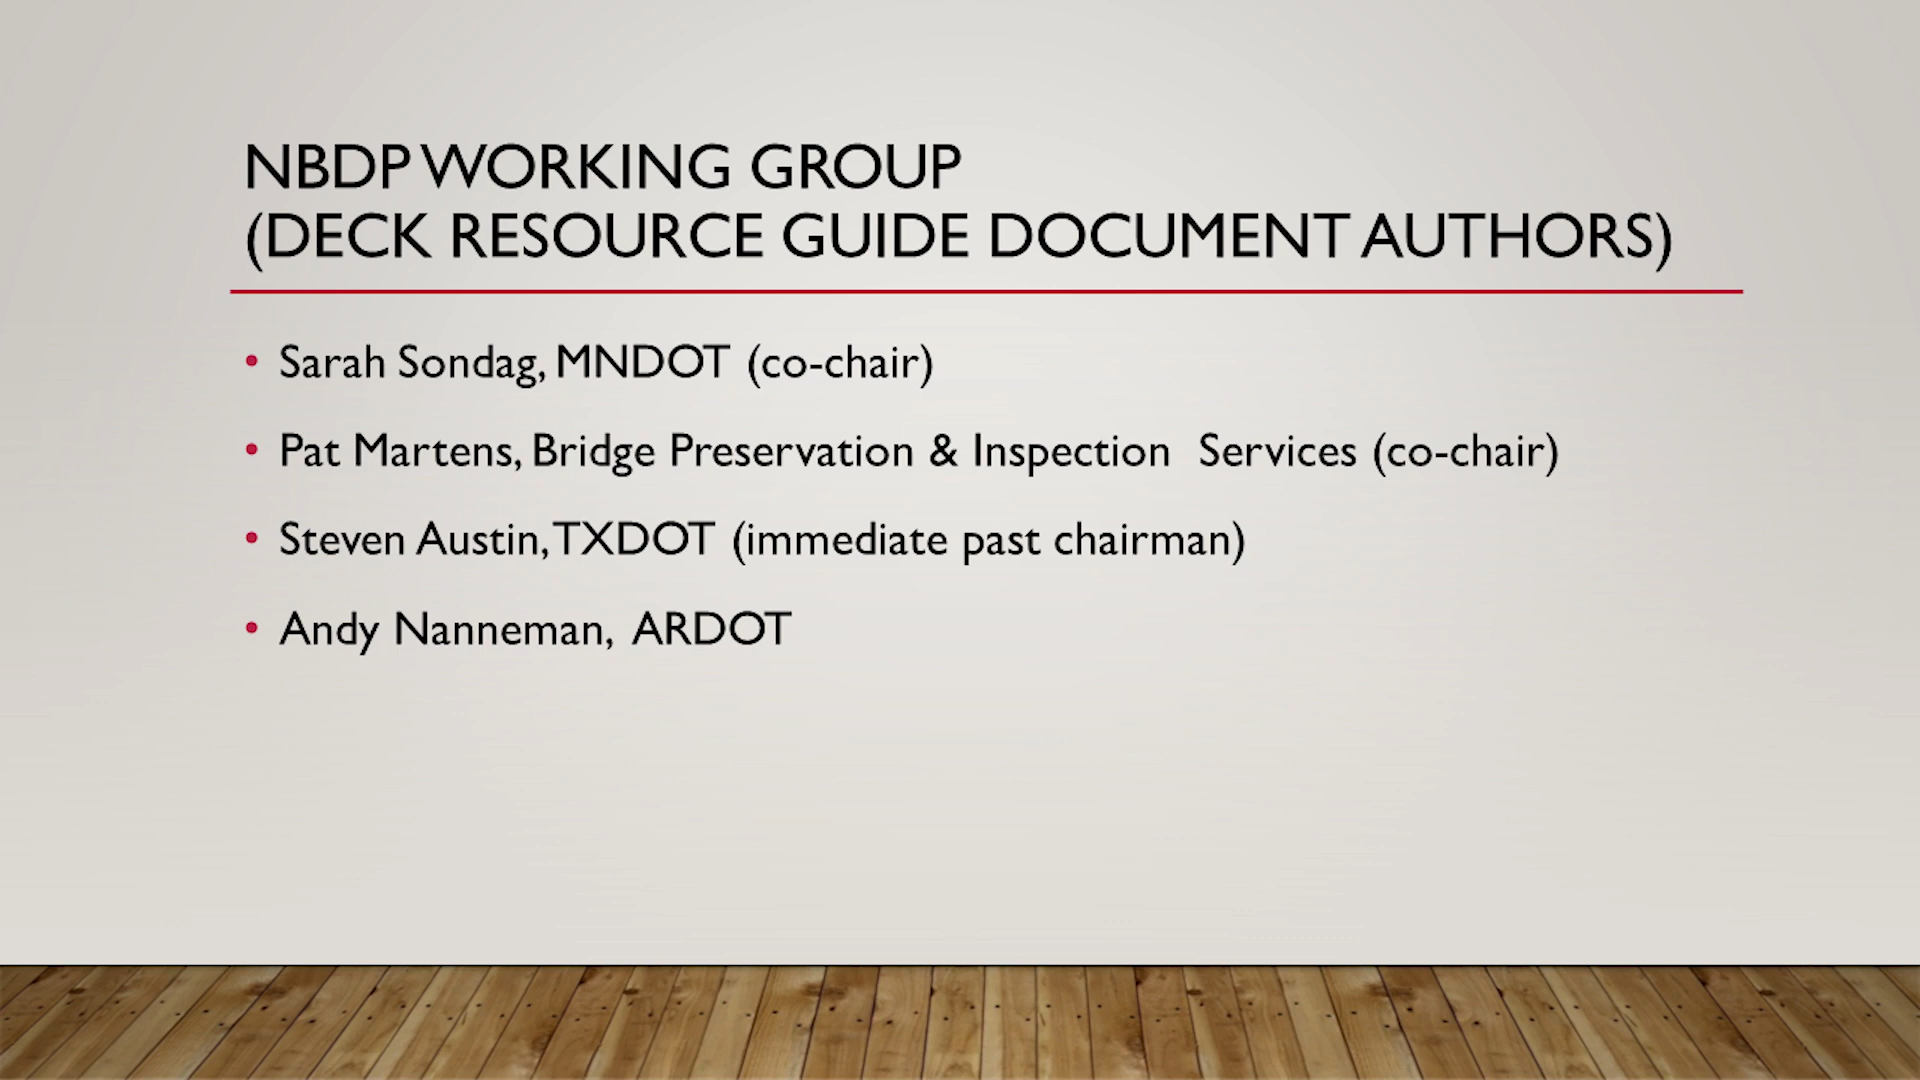 NBDP WORKING GROUP
(DECK RESOURCE GUIDE DOCUMENT AUTHORS)
• Sarah Sondag, MNDOT (co-chair)
• Pat Martens, Bridge Preservation & Inspection  Services (co-chair)
• Steven Austin, TXDOT (immediate past chairman)
• Andy Nanneman,  ARDOT